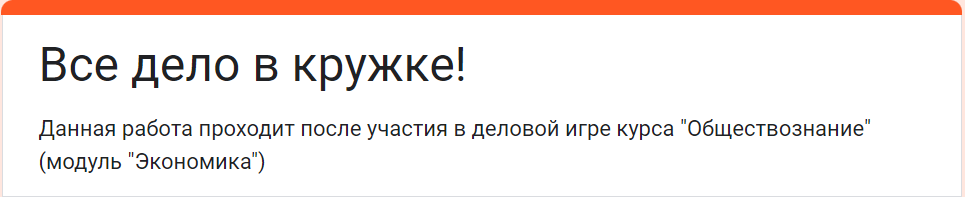 Все дело в кружке!
Данная работа проходит после участия в деловой игре курса "Обществознание"
(модуль "Экономика")